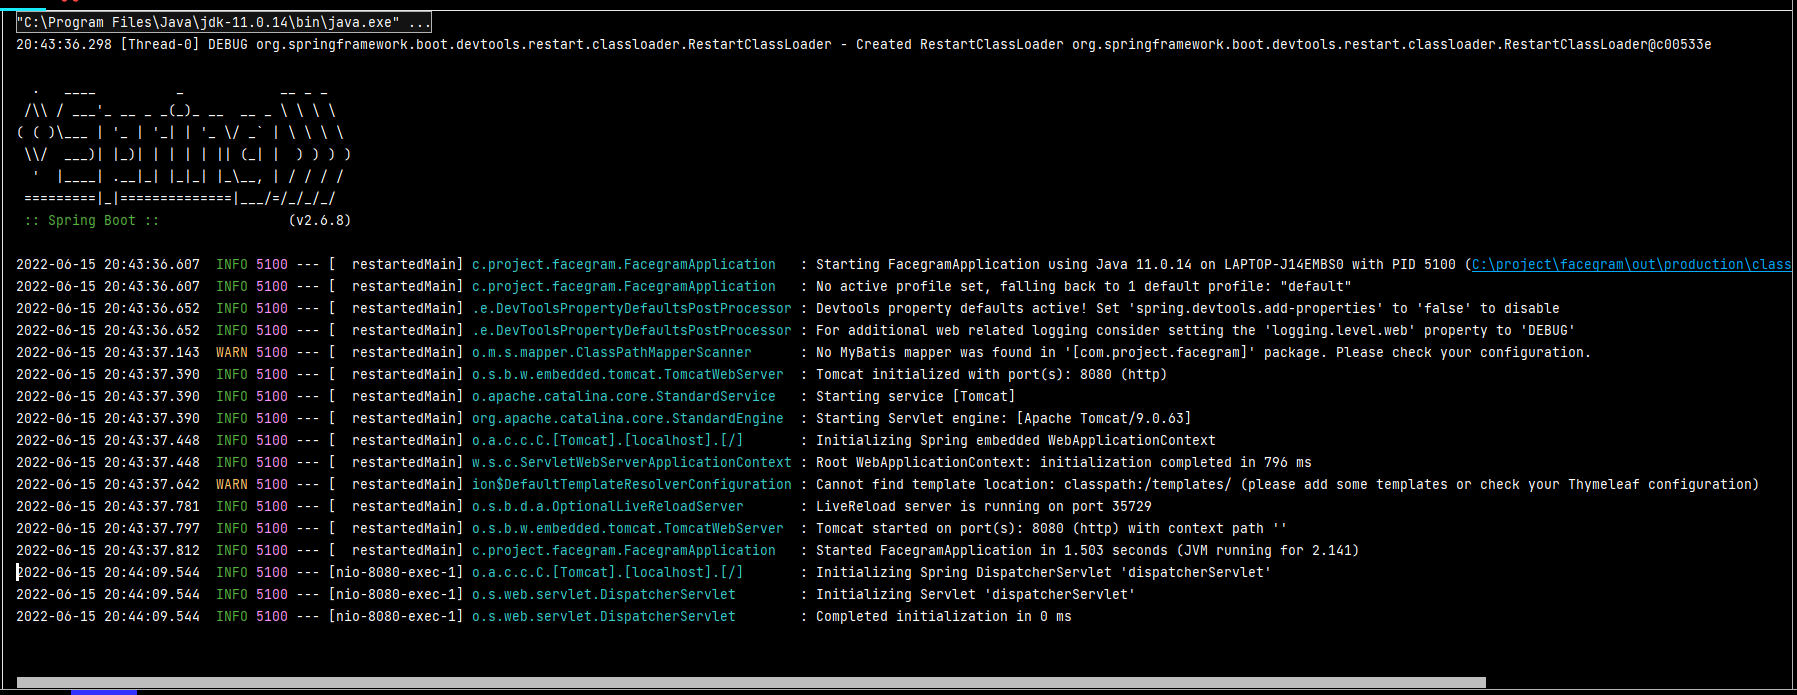 "C:\Program Files\Java\jdk-11.0.14\bin\java.exe" ...
20:43:36.298 [Thread-0] DEBUG org.springframework.boot.devtools.restart.classloader.RestartClassLoader - Created RestartClassLoader org.springframework.boot.devtools.restart.classloader.RestartClassLoader@c00533e
  .   ____          _            __ _ _
 /\\ / ___'_ __ _ _(_)_ __  __ _ \ \ \ \
( ( )\___ | '_ | '_| | '_ \/ _` | \ \ \ \
 \\/  ___)| |_)| | | | | || (_| |  ) ) ) )
  '  |____| .__|_| |_|_| |_\__, | / / / /
 =========|_|==============|___/=/_/_/_/
 :: Spring Boot ::                (v2.6.8)
2022-06-15 20:43:36.607  INFO 5100 --- [  restartedMain] c.project.facegram.FacegramApplication   : Starting FacegramApplication using Java 11.0.14 on LAPTOP-J14EMBS0 with PID 5100 (C:\project\facegram\out\production\class
2022-06-15 20:43:36.607  INFO 5100 --- [  restartedMain] c.project.facegram.FacegramApplication   : No active profile set, falling back to 1 default profile: "default"
2022-06-15 20:43:36.652  INFO 5100 --- [  restartedMain] .e.DevToolsPropertyDefaultsPostProcessor : Devtools property defaults active! Set 'spring.devtools.add-properties' to 'false' to disable
2022-06-15 20:43:36.652  INFO 5100 --- [  restartedMain] .e.DevToolsPropertyDefaultsPostProcessor : For additional web related logging consider setting the 'logging.level.web' property to 'DEBUG'
2022-06-15 20:43:37.143  WARN 5100 --- [  restartedMain] o.m.s.mapper.ClassPathMapperScanner      : No MyBatis mapper was found in '[com.project.facegram]' package. Please check your configuration.
2022-06-15 20:43:37.390  INFO 5100 --- [  restartedMain] o.s.b.w.embedded.tomcat.TomcatWebServer  : Tomcat initialized with port(s): 8080 (http)
2022-06-15 20:43:37.390  INFO 5100 --- [  restartedMain] o.apache.catalina.core.StandardService   : Starting service [Tomcat]
2022-06-15 20:43:37.390  INFO 5100 --- [  restartedMain] org.apache.catalina.core.StandardEngine  : Starting Servlet engine: [Apache Tomcat/9.0.63]
2022-06-15 20:43:37.448  INFO 5100 --- [  restartedMain] o.a.c.c.C.[Tomcat].[localhost].[/]       : Initializing Spring embedded WebApplicationContext
2022-06-15 20:43:37.448  INFO 5100 --- [  restartedMain] w.s.c.ServletWebServerApplicationContext : Root WebApplicationContext: initialization completed in 796 ms
2022-06-15 20:43:37.642  WARN 5100 --- [  restartedMain] ion$DefaultTemplateResolverConfiguration : Cannot find template location: classpath:/templates/ (please add some templates or check your Thymeleaf configuration)
2022-06-15 20:43:37.781  INFO 5100 --- [  restartedMain] o.s.b.d.a.OptionalLiveReloadServer       : LiveReload server is running on port 35729
2022-06-15 20:43:37.797  INFO 5100 --- [  restartedMain] o.s.b.w.embedded.tomcat.TomcatWebServer  : Tomcat started on port(s): 8080 (http) with context path ''
2022-06-15 20:43:37.812  INFO 5100 --- [  restartedMain] c.project.facegram.FacegramApplication   : Started FacegramApplication in 1.503 seconds (JVM running for 2.141)
2022-06-15 20:44:09.544  INFO 5100 --- [nio-8080-exec-1] o.a.c.c.C.[Tomcat].[localhost].[/]       : Initializing Spring DispatcherServlet 'dispatcherServlet'
2022-06-15 20:44:09.544  INFO 5100 --- [nio-8080-exec-1] o.s.web.servlet.DispatcherServlet        : Initializing Servlet 'dispatcherServlet'
2022-06-15 20:44:09.544  INFO 5100 --- [nio-8080-exec-1] o.s.web.servlet.DispatcherServlet        : Completed initialization in 0 ms